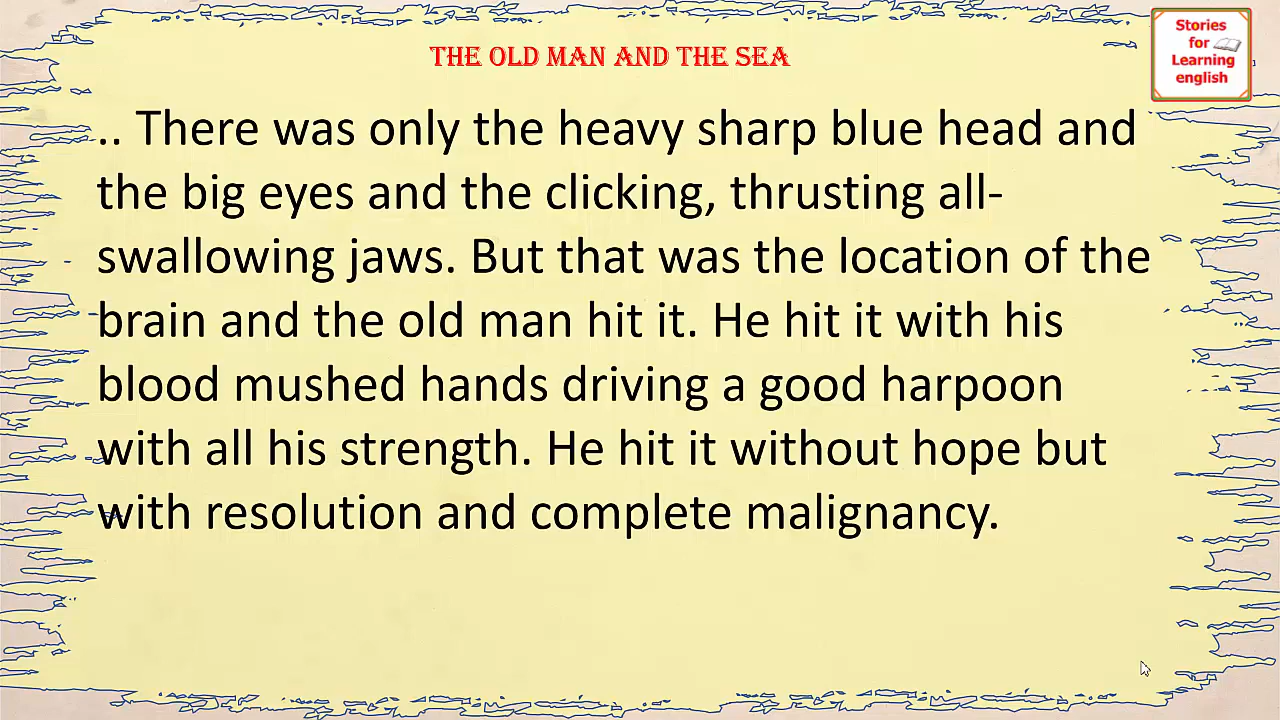 THE OLD MAN AND THE SEA
Stories
for
Learning
english
.. There was only the heavy sharp blue head and
the big eyes and the clicking, thrusting all-
swallowing jaws. But that was the location of the
brain and the old man hit it. He hit it with his
blood mushed hands driving a good harpoon
with all his strength. He hit it without hope but
with resolution and complete malignancy.